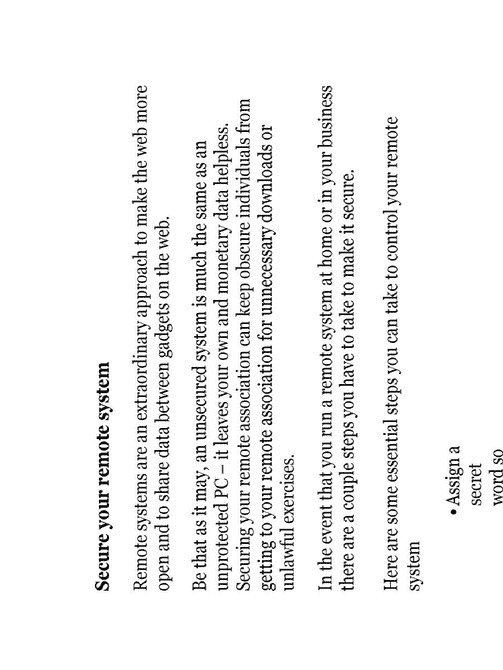 Secure your remote system
Remote systems are an extraordinary approach to make the web more
open and to share data between gadgets on the web.
Be that as it may, an unsecured system is much the same as an
unprotected PC – it leaves your own and monetary data helpless.
Securing your remote association can keep obscure individuals from
getting to your remote association for unnecessary downloads or
unlawful exercises.
In the event that you run a remote system at home or in your business
there are a couple steps you have to take to make it secure.
Here are some essential steps you can take to control your remote
system
• Assign a
secret
word so